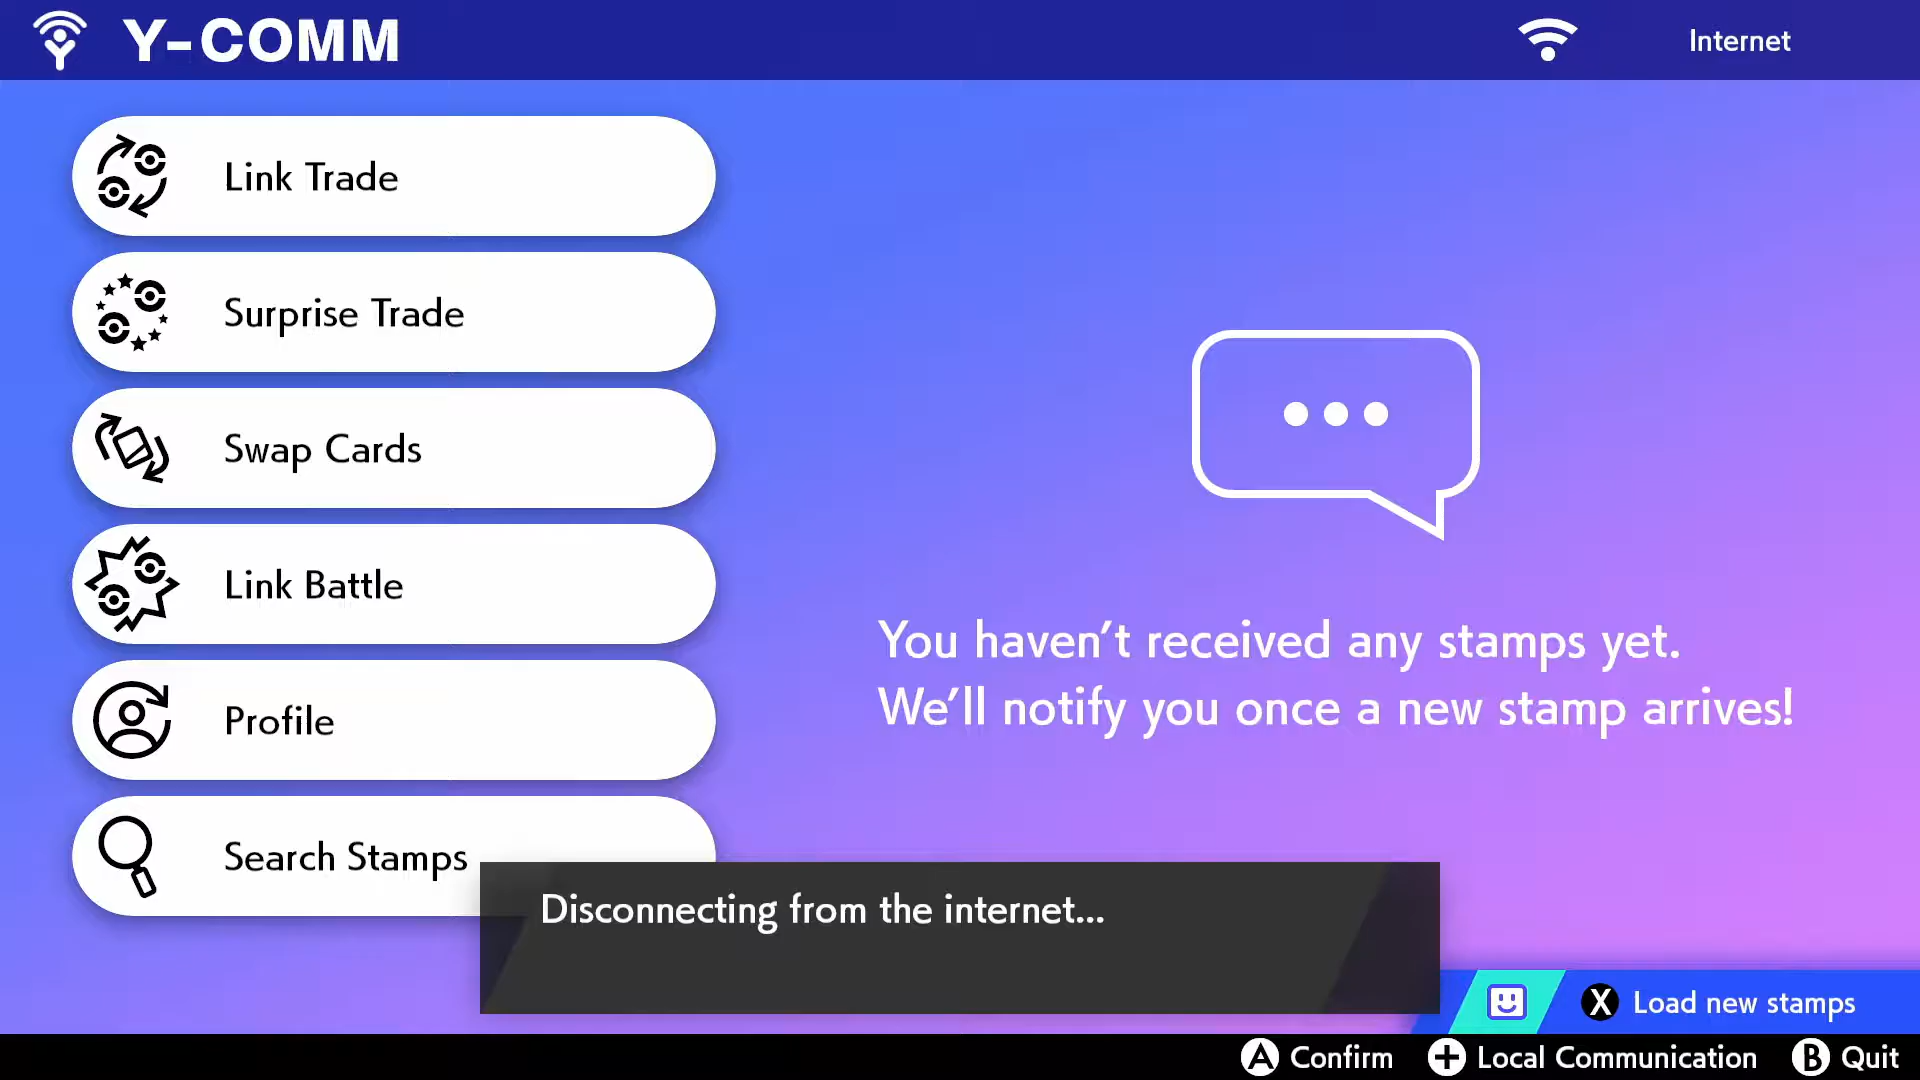 Y-COMM
Internet
Link Trade
Surprise Trade
Swap Cards
Link Battle
Profile
Search Stamps
You haven't received any stamps yet.
We'll notify you once a new stamp arrives!
Disconnecting from the internet...
X Load new stamps
A Confirm + Local Communication B Quit